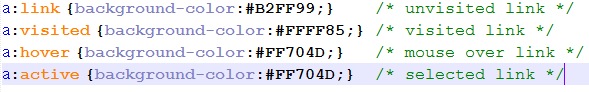 a:link {background-color:#B2FF99;}    /* unvisited link */
a:visited {background-color:#FFFF85;} /* visited link */
a:hover {background-color:#FF704D;}   /* mouse over link */
a:active {background-color:#FF704D;}  /* selected link */